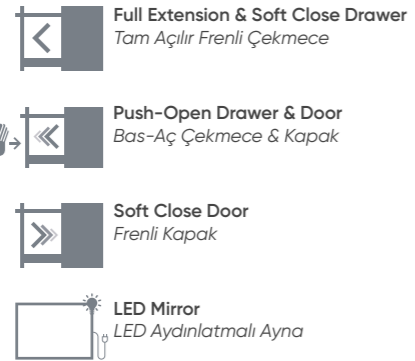 Full Extension & Soft Close Drawer
Tam Açılır Frenli Çekmece
Push-Open Drawer & Door
Bas-Aç Çekmece & Kapak
Soft Close Door
Frenli Kapak
LED Mirror
LED Aydınlatmalı Ayna